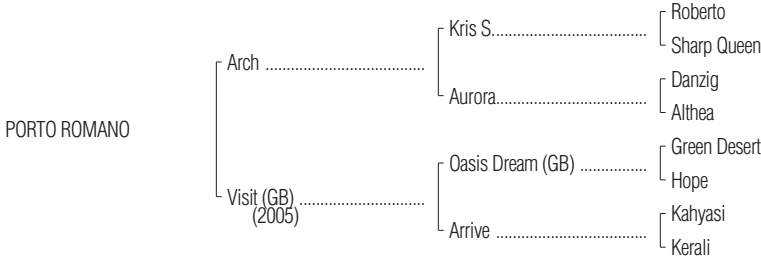 Roberto
Kris S.
Sharp Queen
Arch
Danzig
Aurora
Althea
PORTO ROMANO
Green Desert
Oasis Dream (GB)
Hope
Visit (GB)
(2005)
Kahyasi
Arrive
Kerali